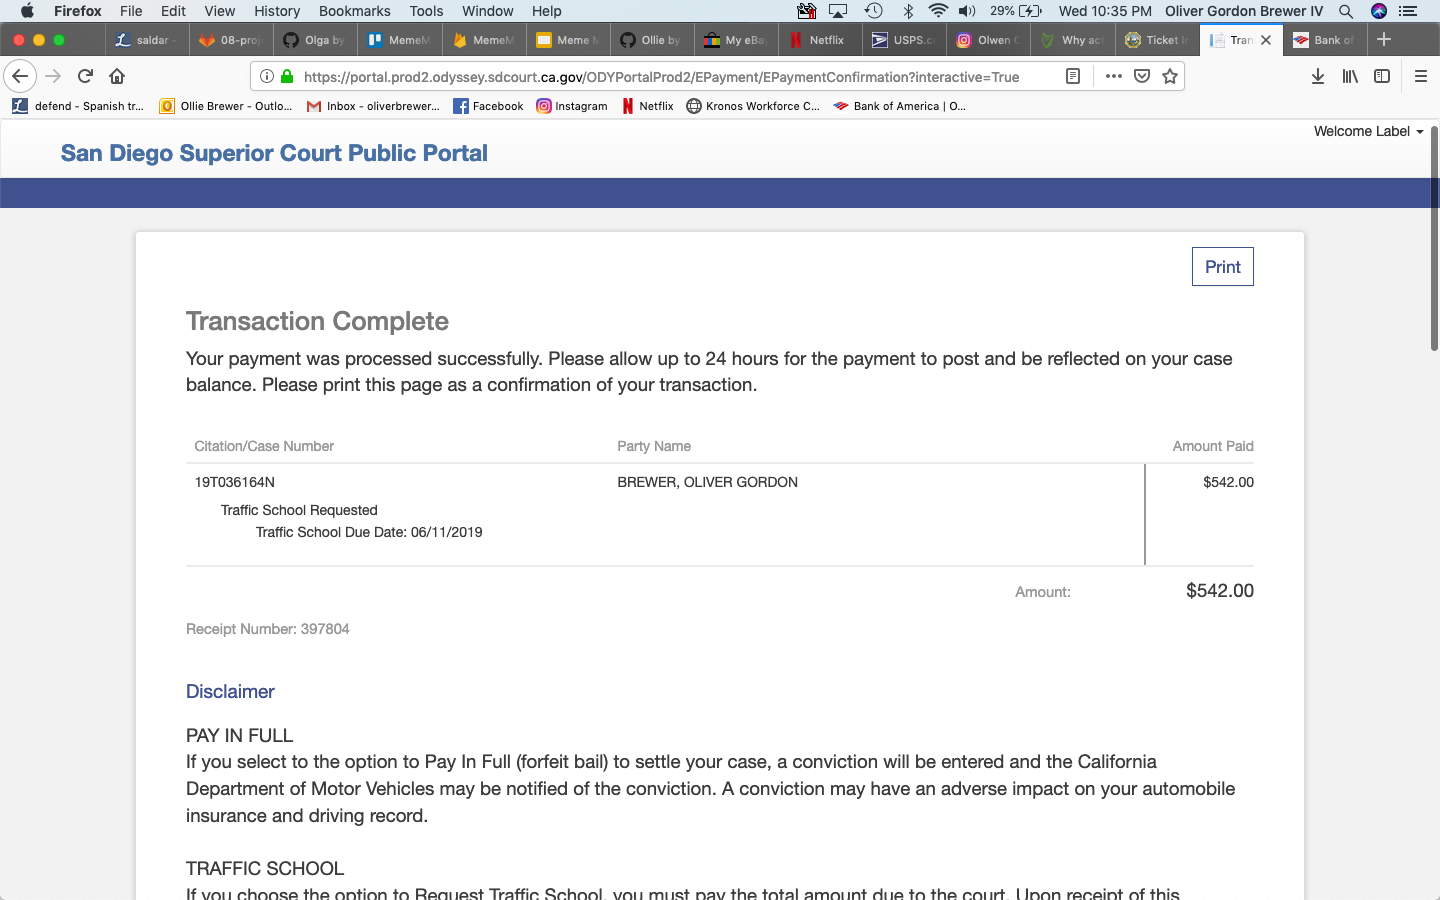 Firefox File Edit View History Bookmarks Tools Window Help 29% Wed 10:35 PM Oliver Gordon Brewer IV
saldar - 08-proj Olga by MemeM MemeM Meme M Ollie by My eBa Netflix USPS.c Olwen C Why act Ticket I Tran Bank of
https://portal.prod2.odyssey.sdcourt.ca.gov/ODYPortalProd2/EPayment/EPaymentConfirmation?interactive=True
defend - Spanish tr... Ollie Brewer - Outlo... Inbox - oliverbrewer... Facebook Instagram Netflix Kronos Workforce C... Bank of America | O...
Welcome Label
San Diego Superior Court Public Portal
Print
Transaction Complete
Your payment was processed successfully. Please allow up to 24 hours for the payment to post and be reflected on your case
balance. Please print this page as a confirmation of your transaction.
Citation/Case Number Party Name Amount Paid
19T036164N BREWER, OLIVER GORDON $542.00
Traffic School Requested
Traffic School Due Date: 06/11/2019
Amount: $542.00
Receipt Number: 397804
Disclaimer
PAY IN FULL
If you select to the option to Pay In Full (forfeit bail) to settle your case, a conviction will be entered and the California
Department of Motor Vehicles may be notified of the conviction. A conviction may have an adverse impact on your automobile
insurance and driving record.
TRAFFIC SCHOOL
If you choose the option to Request Traffic School, you must pay the total amount due to the court. Upon receipt of this